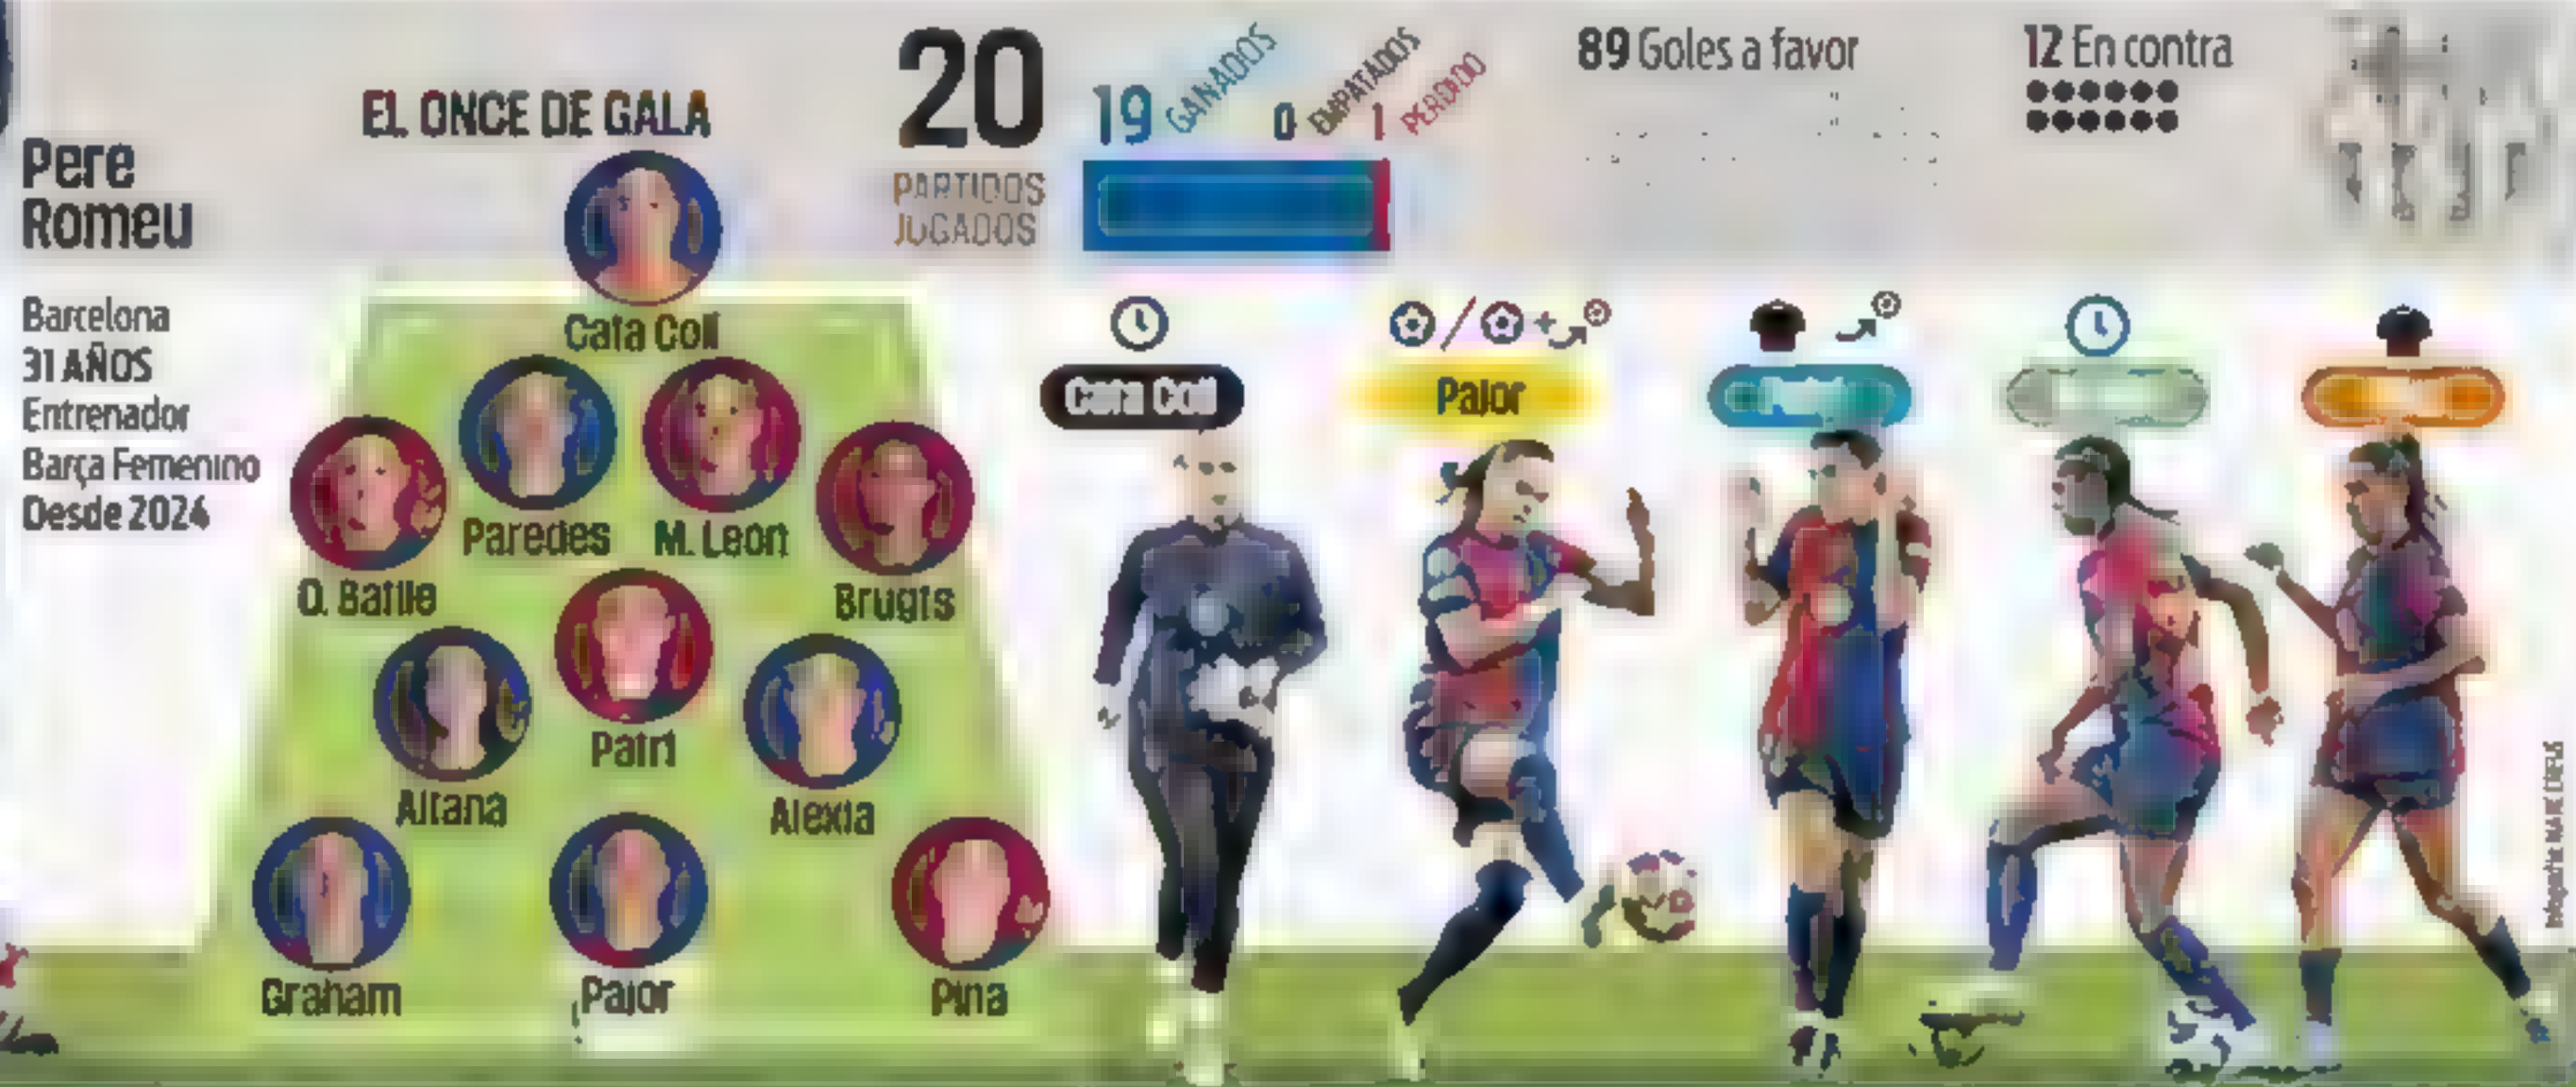 Pere
Romeu
Barcelona
31 AÑOS
Entrenador
Barça Femenino
Desde 2024
EL ONCE DE GALA
Cata Coll
Paredes
M. León
O. Batlle
Brugts
Patri
Aitana
Alexia
Graham
Pajor
Pina
20
PARTIDOS
JUGADOS
19 GANADOS
0 EMPATADOS
1 PERDIDO
89 Goles a favor
12 En contra
Cata Coll
Pajor